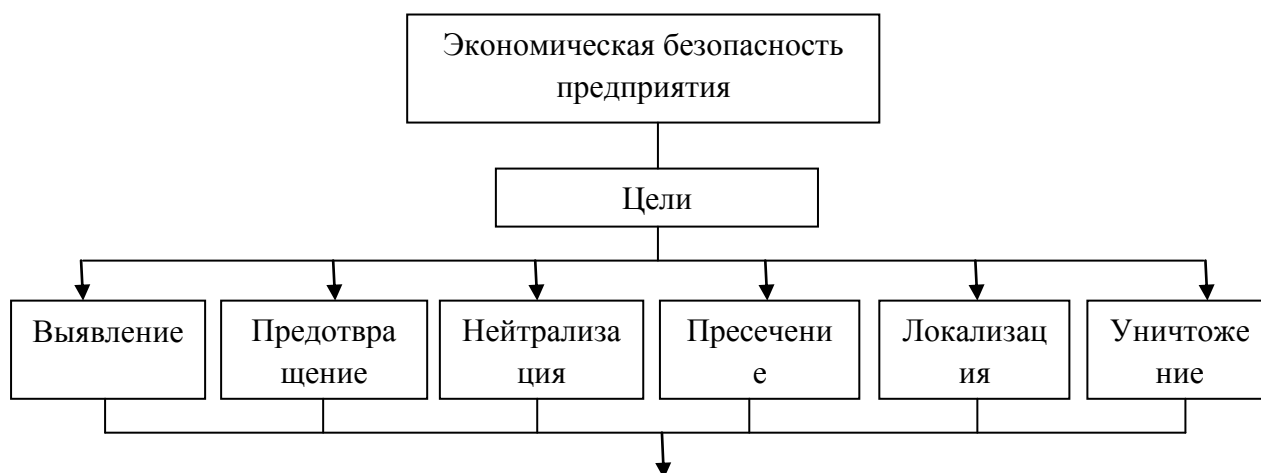 Экономическая безопасность
предприятия
Цели
Выявление
Предотвра
щение
Нейтрализа
ция
Пресечени
е
Локализац
ия
Уничтоже
ние